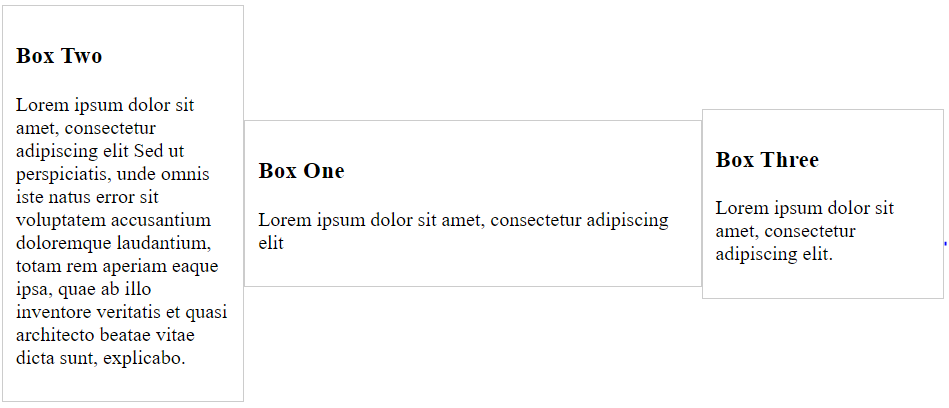 Box Two
Lorem ipsum dolor sit
amet, consectetur
adipiscing elit Sed ut
perspiciatis, unde omnis
iste natus error sit
voluptatem accusantium
doloremque laudantium,
totam rem aperiam eaque
ipsa, quae ab illo
inventore veritatis et quasi
architecto beatae vitae
dicta sunt, explicabo.
Box One
Lorem ipsum dolor sit amet, consectetur adipiscing
elit
Box Three
Lorem ipsum dolor sit
amet, consectetur
adipiscing elit.